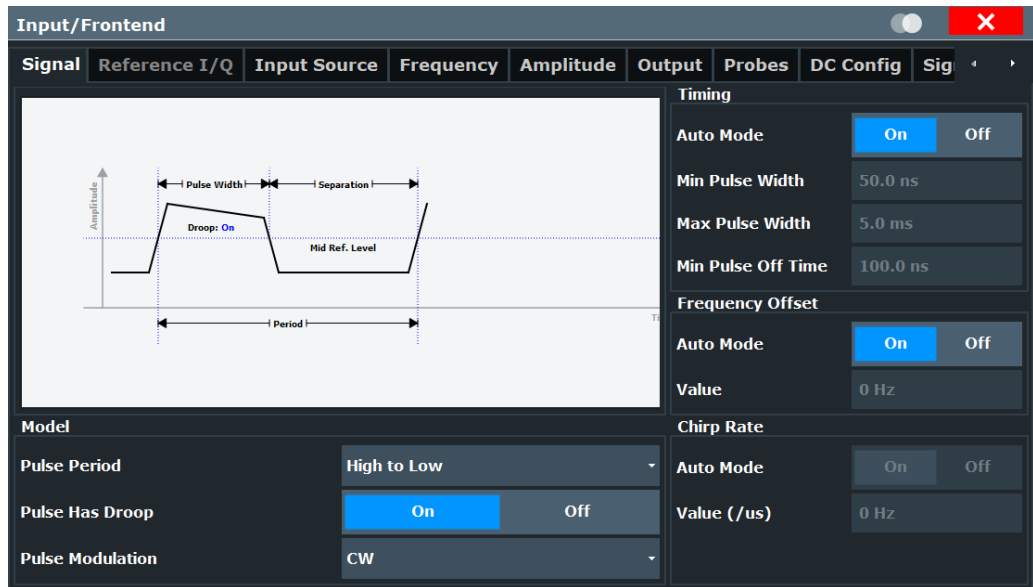 Input/Frontend
Signal Reference I/Q Input Source Frequency Amplitude Output Probes DC Config Sig
Amplitude
Pulse Width Separation
Droop: On
Mid Ref. Level
Period
Ti
Timing
Auto Mode On Off
Min Pulse Width 50.0 ns
Max Pulse Width 5.0 ms
Min Pulse Off Time 100.0 ns
Frequency Offset
Auto Mode On Off
Value 0 Hz
Model
Pulse Period High to Low
Pulse Has Droop On Off
Pulse Modulation CW
Chirp Rate
Auto Mode On Off
Value (/us) 0 Hz